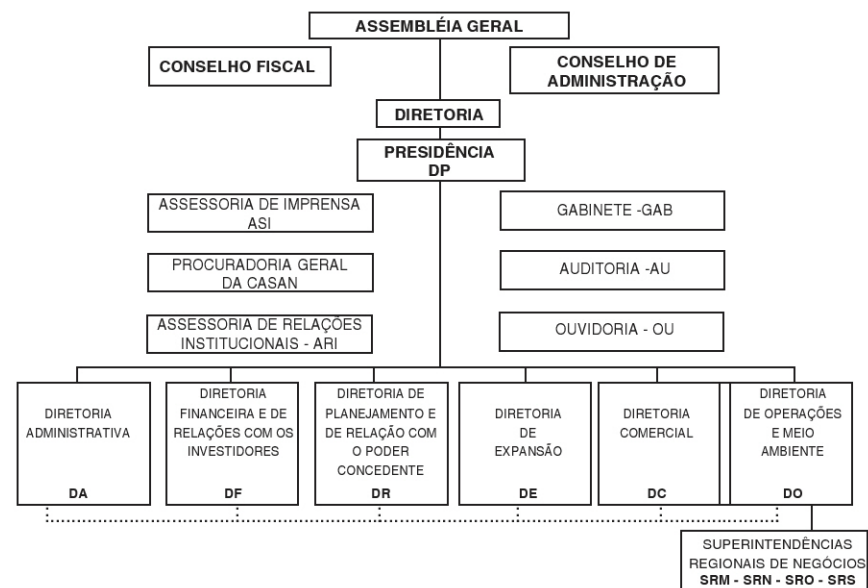 ASSEMBLÉIA GERAL
CONSELHO FISCAL
CONSELHO DE
ADMINISTRAÇÃO
DIRETORIA
PRESIDÊNCIA
DP
ASSESSORIA DE IMPRENSA
ASI
GABINETE -GAB
PROCURADORIA GERAL
DA CASAN
AUDITORIA -AU
ASSESSORIA DE RELAÇÕES
INSTITUCIONAIS - ARI
OUVIDORIA - OU
DIRETORIA
ADMINISTRATIVA
DA
DIRETORIA
FINANCEIRA E DE
RELAÇÕES COM OS
INVESTIDORES
DF
DIRETORIA DE
PLANEJAMENTO E
DE RELAÇÃO COM
O PODER
CONCEDENTE
DR
DIRETORIA
DE
EXPANSÃO
DE
DIRETORIA
COMERCIAL
DC
DIRETORIA
DE OPERAÇÕES
E MEIO
AMBIENTE
DO
SUPERINTENDÊNCIAS
REGIONAIS DE NEGÓCIOS
SRM - SRN - SRO - SRS